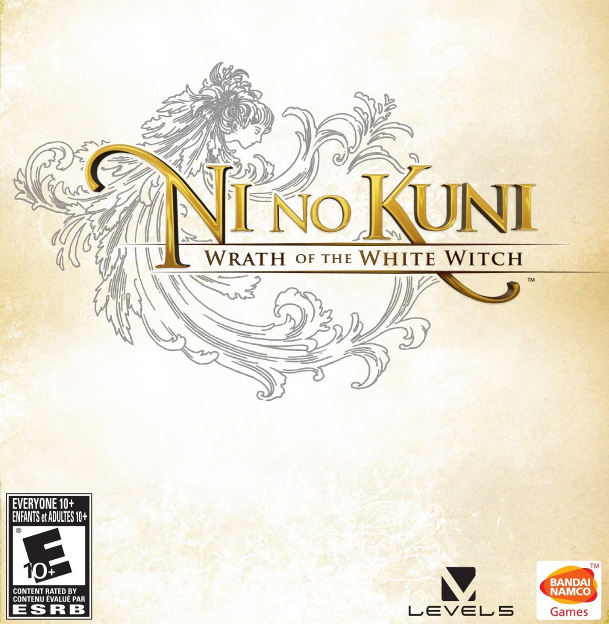 NI NO KUNI
WRATH OF THE WHITE WITCH
™
EVERYONE 10+
ENFANTS et ADULTES 10+
®
E
10+
CONTENT RATED BY
CONTENU ÉVALUÉ PAR
ESRB
LEVEL5
TM
BANDAI
NAMCO
Games